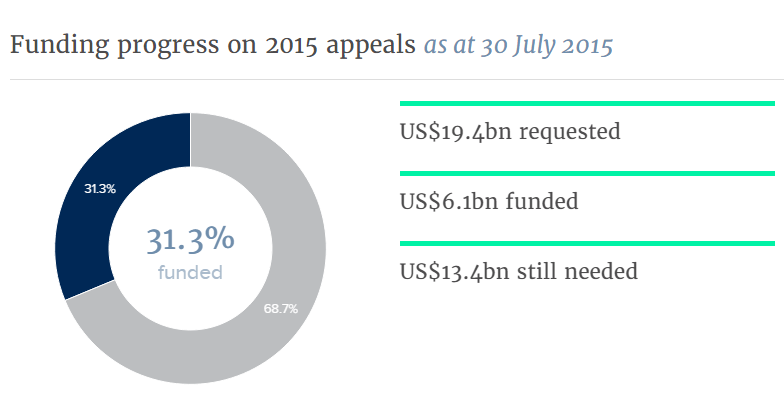 Funding progress on 2015 appeals as at 30 July 2015
US$19.4bn requested
31.3%
US$6.1bn funded
31.3%
funded
US$13.4bn still needed
68.7%